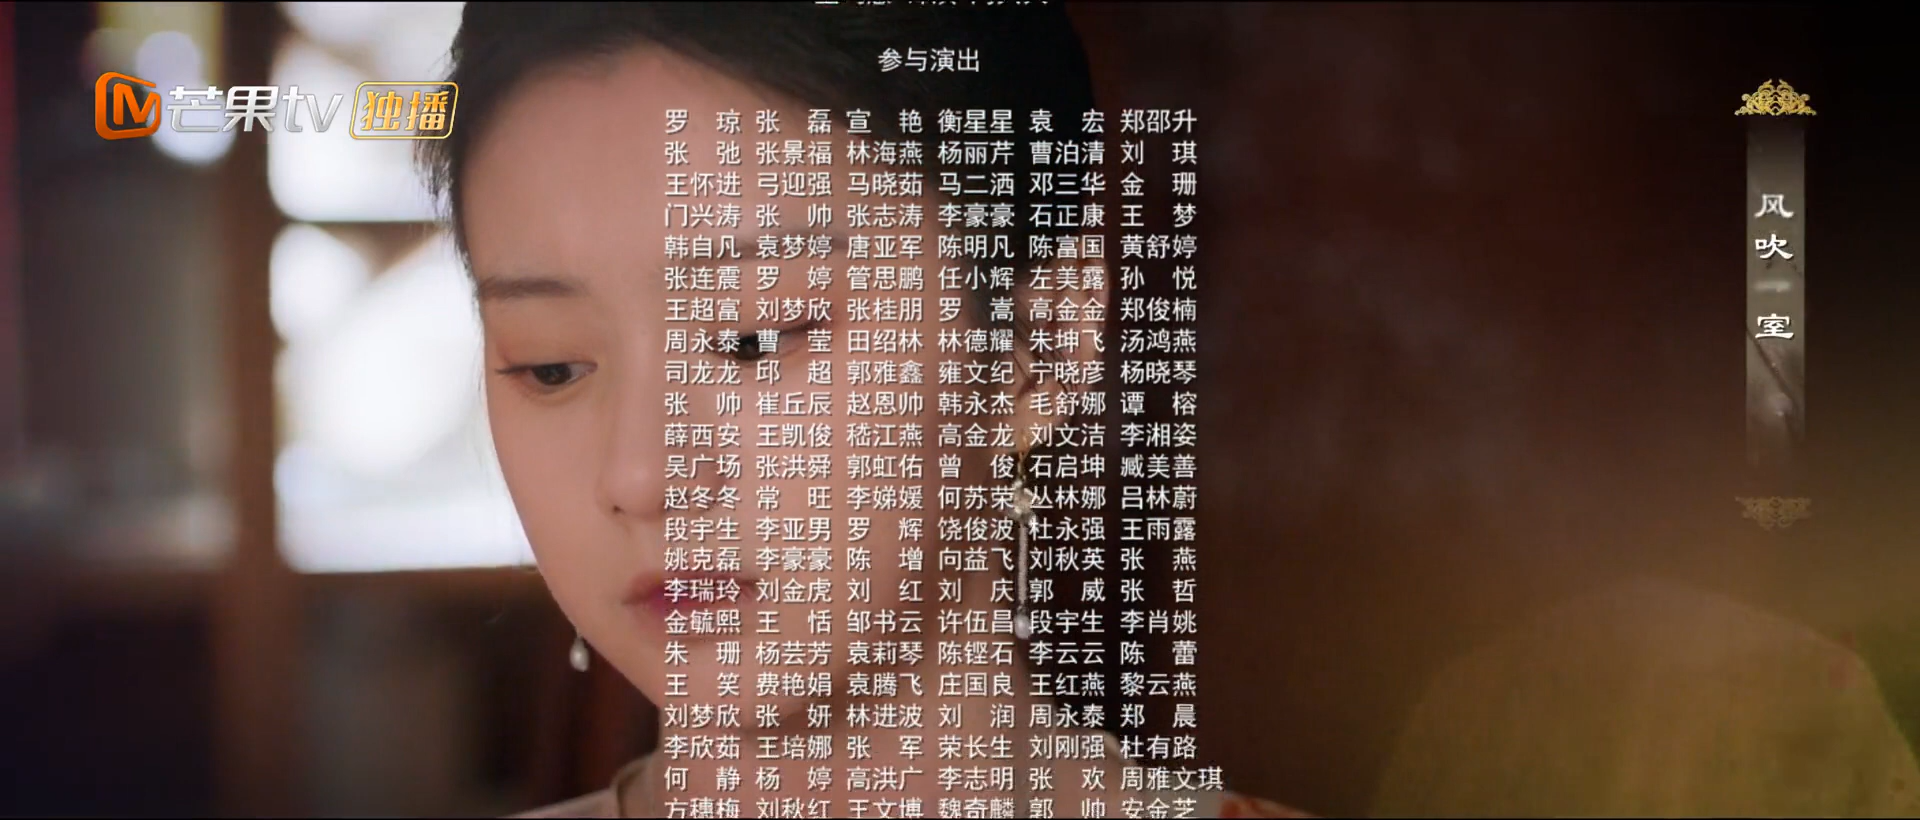 参与演出
芒果tv 独播
罗 琼 张 磊 宣 艳 衡星星 袁 宏 郑邵升
张 弛 张景福 林海燕 杨丽芹 曹泊清 刘 琪
王怀进 弓迎强 马晓茹 马二洒 邓三华 金 珊
门兴涛 张 帅 张志涛 李豪豪 石正康 王 梦
韩自凡 袁梦婷 唐亚军 陈明凡 陈富国 黄舒婷
张连震 罗 婷 管思鹏 任小辉 左美露 孙 悦
王超富 刘梦欣 张桂朋 罗 嵩 高金金 郑俊楠
周永泰 曹 莹 田绍林 林德耀 朱坤飞 汤鸿燕
司龙龙 邱 超 郭雅鑫 雍文纪 宁晓彦 杨晓琴
张 帅 崔丘辰 赵恩帅 韩永杰 毛舒娜 谭 榕
薛西安 王凯俊 嵇江燕 高金龙 刘文洁 李湘姿
吴广场 张洪舜 郭虹佑 曾 俊 石启坤 臧美善
赵冬冬 常 旺 李娣媛 何苏荣 丛林娜 吕林蔚
段宇生 李亚男 罗 辉 饶俊波 杜永强 王雨露
姚克磊 李豪豪 陈 增 向益飞 刘秋英 张 燕
李瑞玲 刘金虎 刘 红 刘 庆 郭 威 张 哲
金毓熙 王 恬 邹书云 许伍昌 段宇生 李肖姚
朱 珊 杨芸芳 袁莉琴 陈铿石 李云云 陈 蕾
王 笑 费艳娟 袁腾飞 庄国良 王红燕 黎云燕
刘梦欣 张 妍 林进波 刘 润 周永泰 郑 晨
李欣茹 王培娜 张 军 荣长生 刘刚强 杜有路
何 静 杨 婷 高洪广 李志明 张 欢 周雅文琪
方穗梅 刘秋红 王文博 魏奇麟 郭 帅 安金芝
风吹一室